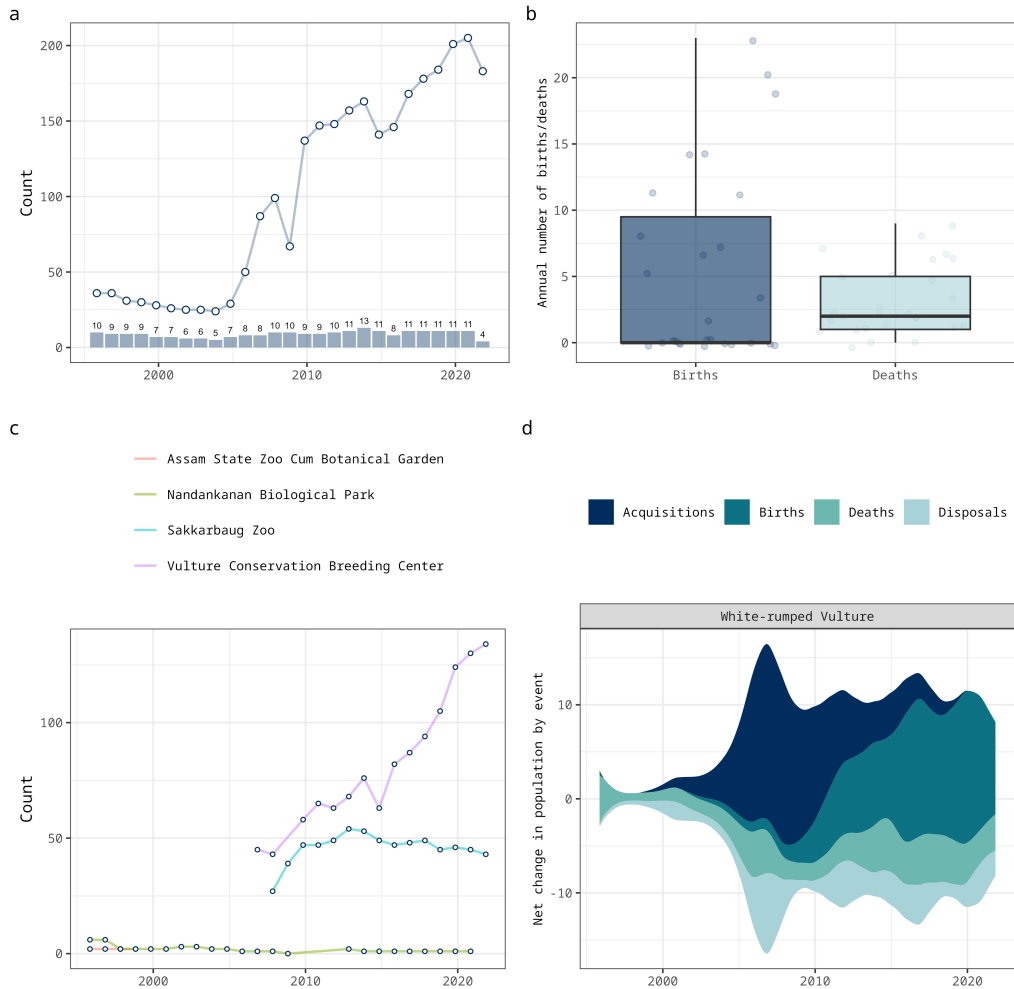 a
200
150
100
50
0
Count
10 9 9 9 7 7 6 6 5 7 8 8 10 10 9 9 10 11 13 11 8 11 11 11 11 11 4
2000 2010 2020
b
20
15
10
5
0
Annual number of births/deaths
Births Deaths
c
Assam State Zoo Cum Botanical Garden
Nandankanan Biological Park
Sakkarbaug Zoo
Vulture Conservation Breeding Center
100
50
0
Count
2000 2010 2020
d
Acquisitions Births Deaths Disposals
White-rumped Vulture
10
0
-10
Net change in population by event
2000 2010 2020